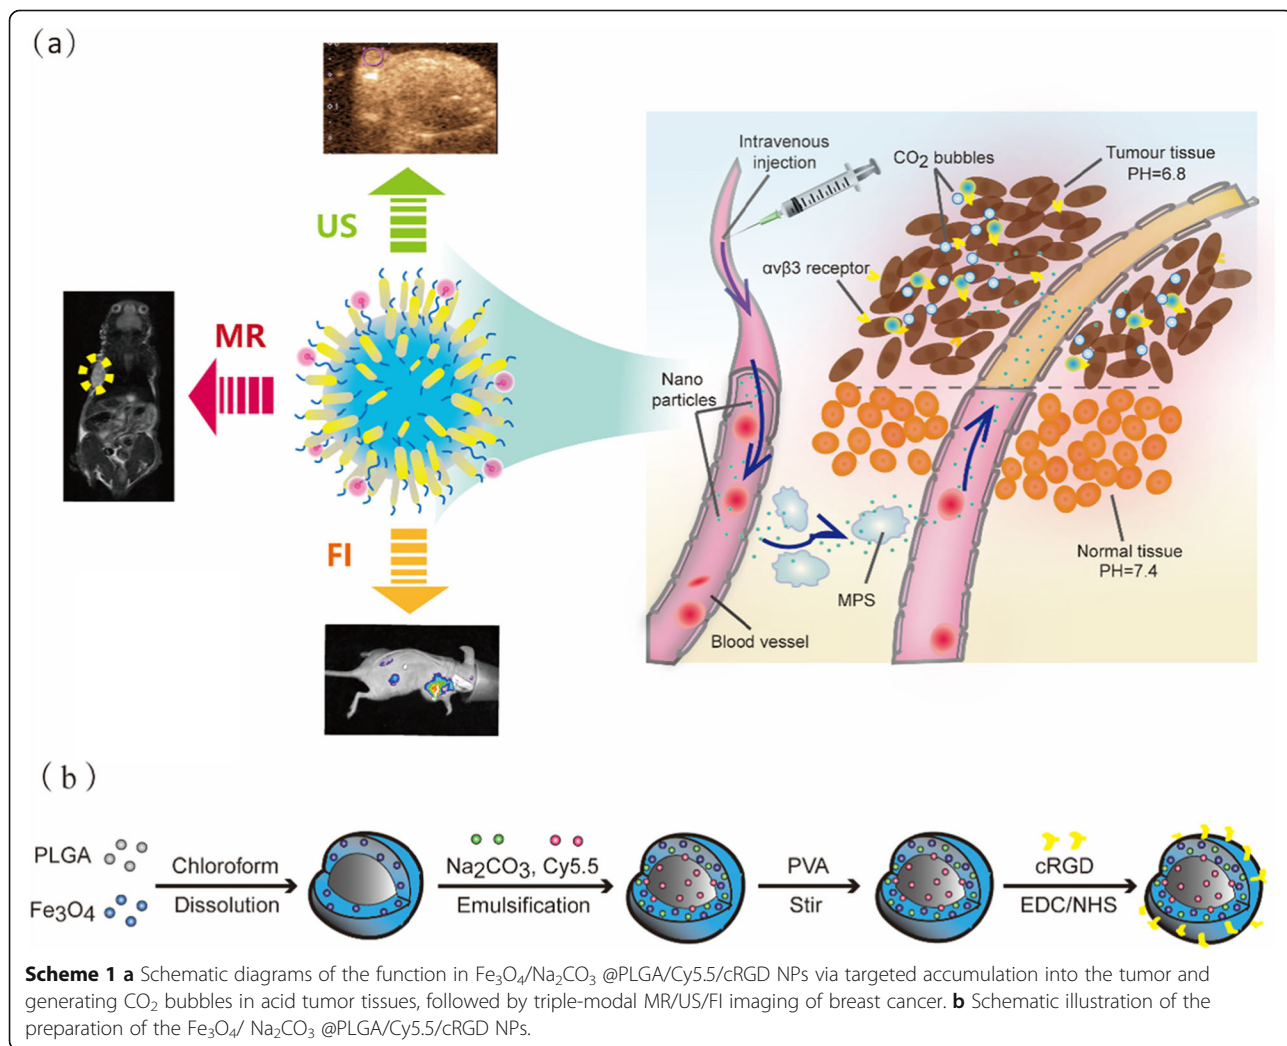 (a)
US
MR
FI
Intravenous
injection
CO2 bubbles
Tumour tissue
PH=6.8
αvβ3 receptor
Nano
particles
Normal tissue
PH=7.4
MPS
Blood vessel
(b)
PLGA
Fe3O4
Chloroform
Dissolution
Na2CO3, Cy5.5
Emulsification
PVA
Stir
cRGD
EDC/NHS
Scheme 1 a Schematic diagrams of the function in Fe3O4/Na2CO3 @PLGA/Cy5.5/cRGD NPs via targeted accumulation into the tumor and
generating CO2 bubbles in acid tumor tissues, followed by triple-modal MR/US/FI imaging of breast cancer. b Schematic illustration of the
preparation of the Fe3O4/ Na2CO3 @PLGA/Cy5.5/cRGD NPs.